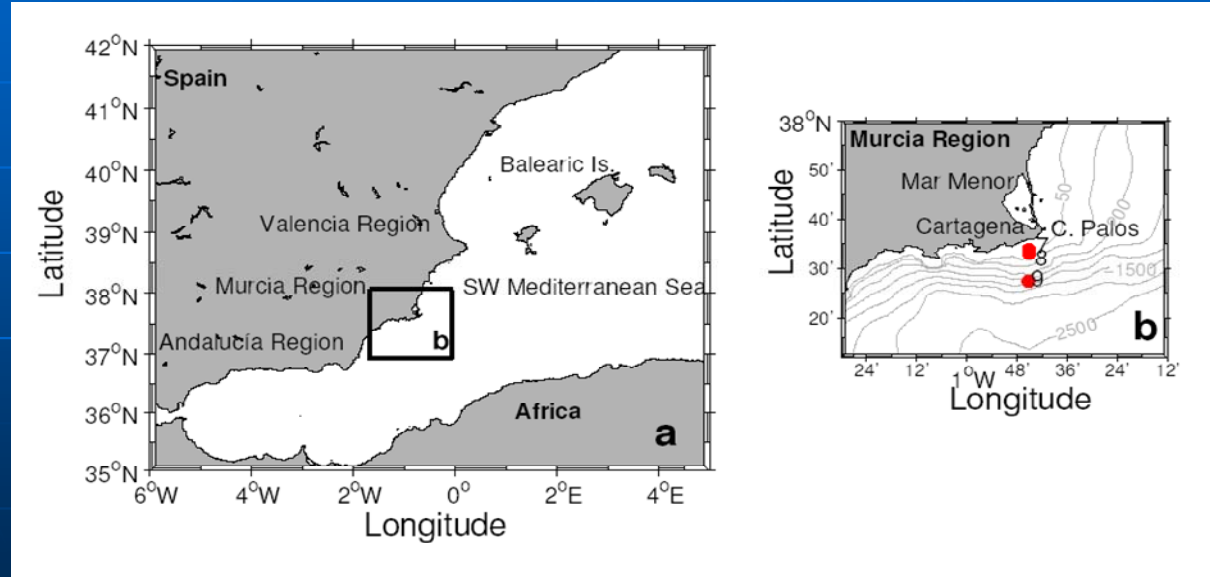 42°N
Spain
41°N
40°N
Balearic Is.
Valencia Region
39°N
Latitude
38°N
Murcia Region
SW Mediterranean Sea
Andalucía Region
b
37°N
36°N
Africa
a
35°N
6°W 4°W 2°W 0° 2°E 4°E
Longitude
38°N
Murcia Region
50'
Mar Menor
50
40'
Cartagena
C. Palos
7
8
Latitude
30'
9
1500
20'
2500
b
24' 12' 1°W 48' 36' 24' 12'
Longitude